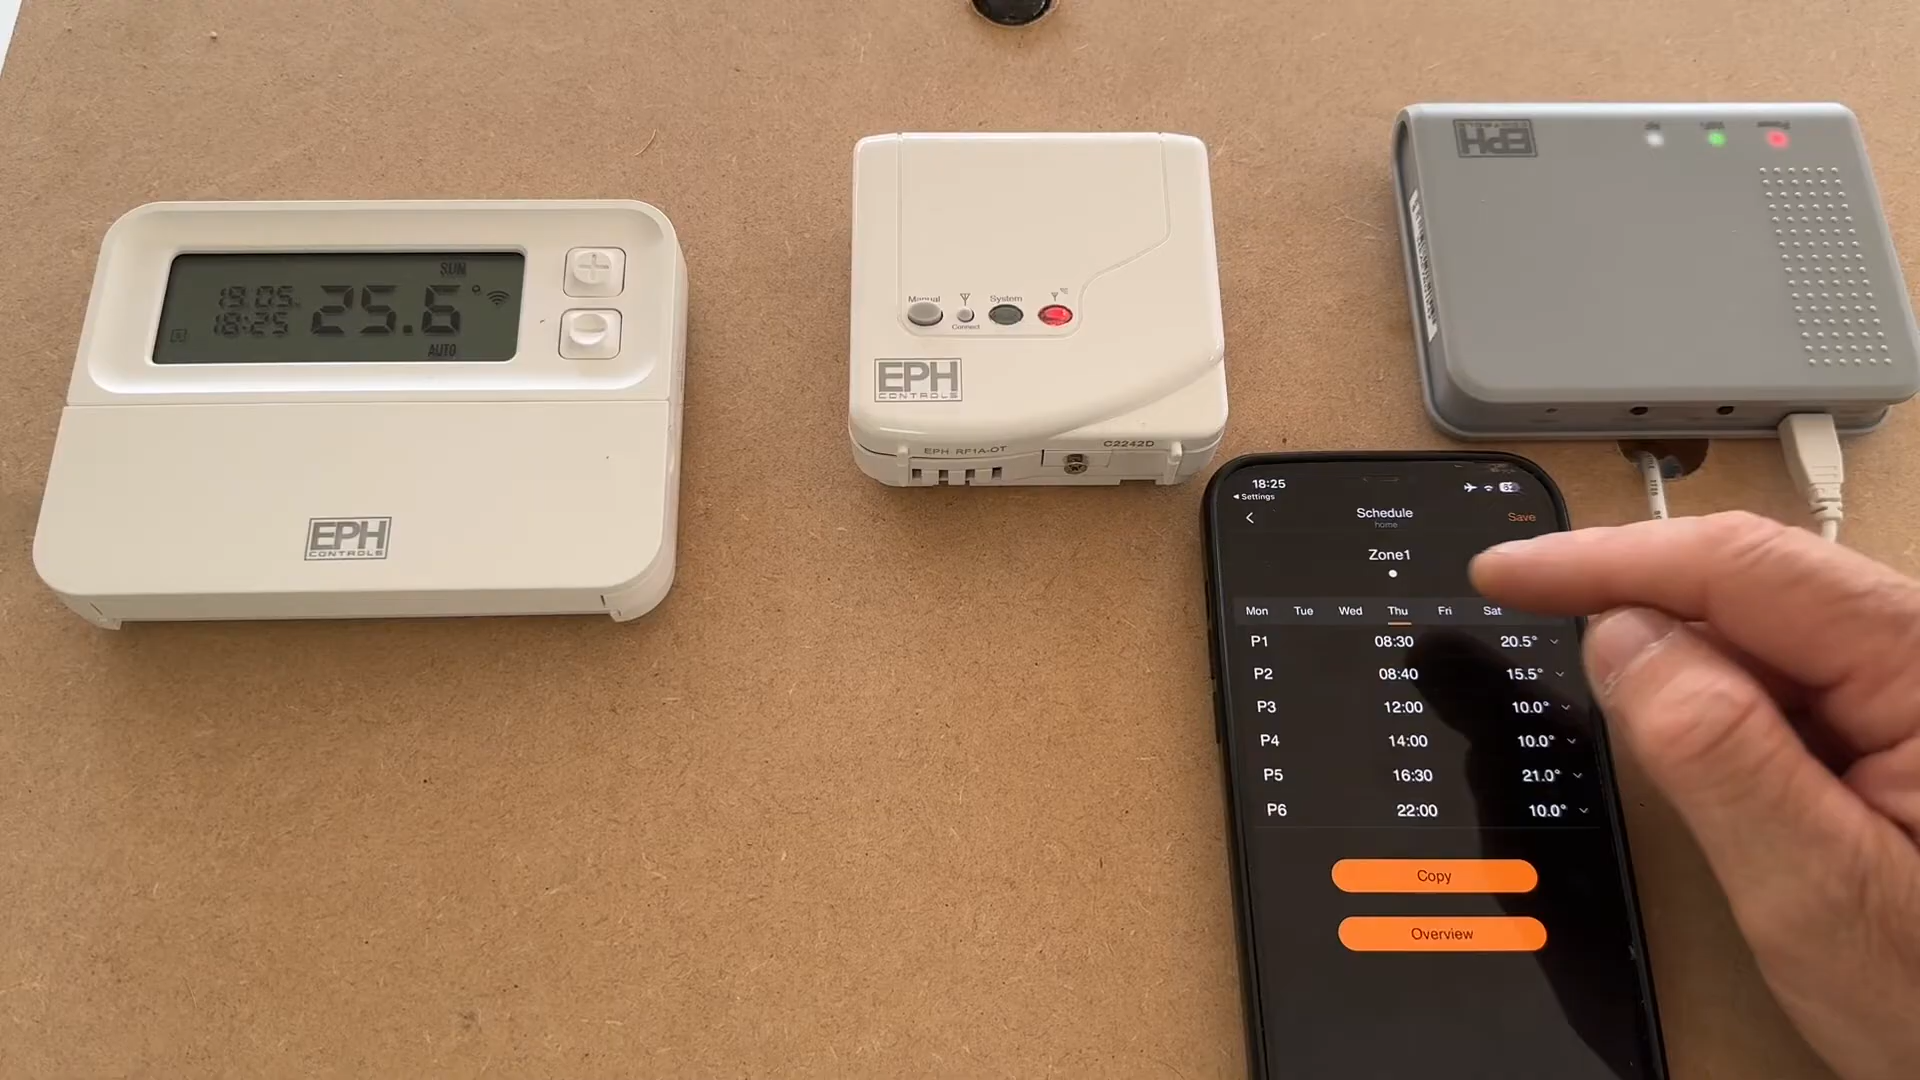 SUN
19.05.
18:25
25.6°
AUTO
EPH
CONTROLS
Manual
Connect
System
EPH
CONTROLS
EPH RF1A-OT
C2242D
EPH
CONTROLS
Power
18:25
Settings
82
Schedule
Save
home
Zone1
Mon Tue Wed Thu Fri Sat
P1 08:30 20.5°
P2 08:40 15.5°
P3 12:00 10.0°
P4 14:00 10.0°
P5 16:30 21.0°
P6 22:00 10.0°
Copy
Overview